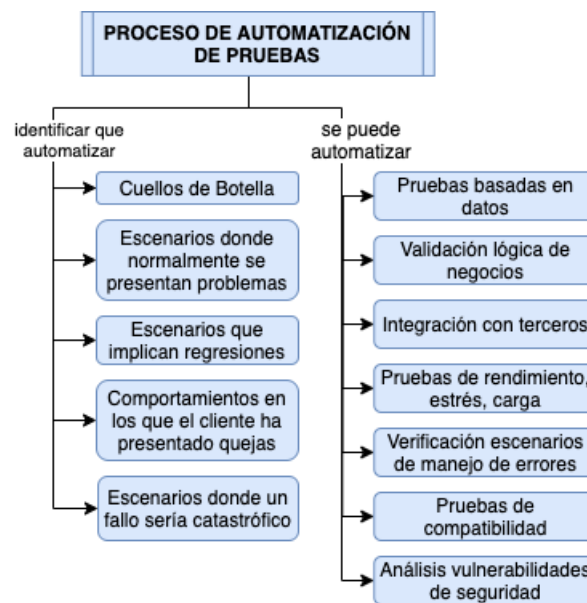 PROCESO DE AUTOMATIZACIÓN
DE PRUEBAS
identificar que
automatizar
Cuellos de Botella
Escenarios donde
normalmente se
presentan problemas
Escenarios que
implican regresiones
Comportamientos en
los que el cliente ha
presentado quejas
Escenarios donde un
fallo sería catastrófico
se puede
automatizar
Pruebas basadas en
datos
Validación lógica de
negocios
Integración con terceros
Pruebas de rendimiento,
estrés, carga
Verificación escenarios
de manejo de errores
Pruebas de
compatibilidad
Análisis vulnerabilidades
de seguridad